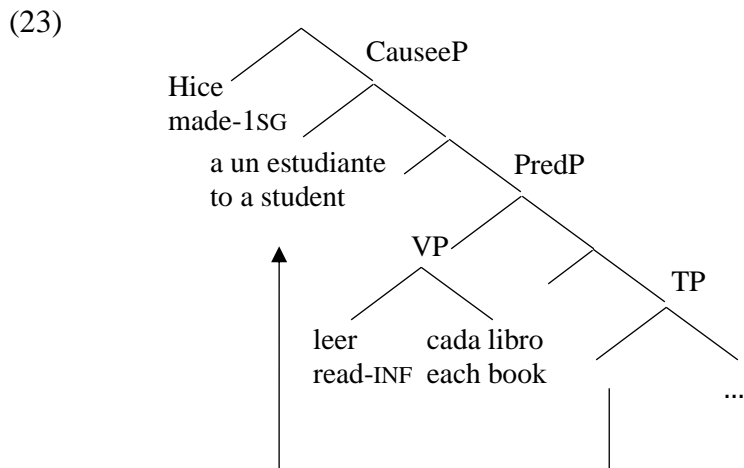 (23)
CauseeP
Hice
made-1SG
a un estudiante
to a student
PredP
VP
TP
leer cada libro
read-INF each book
...